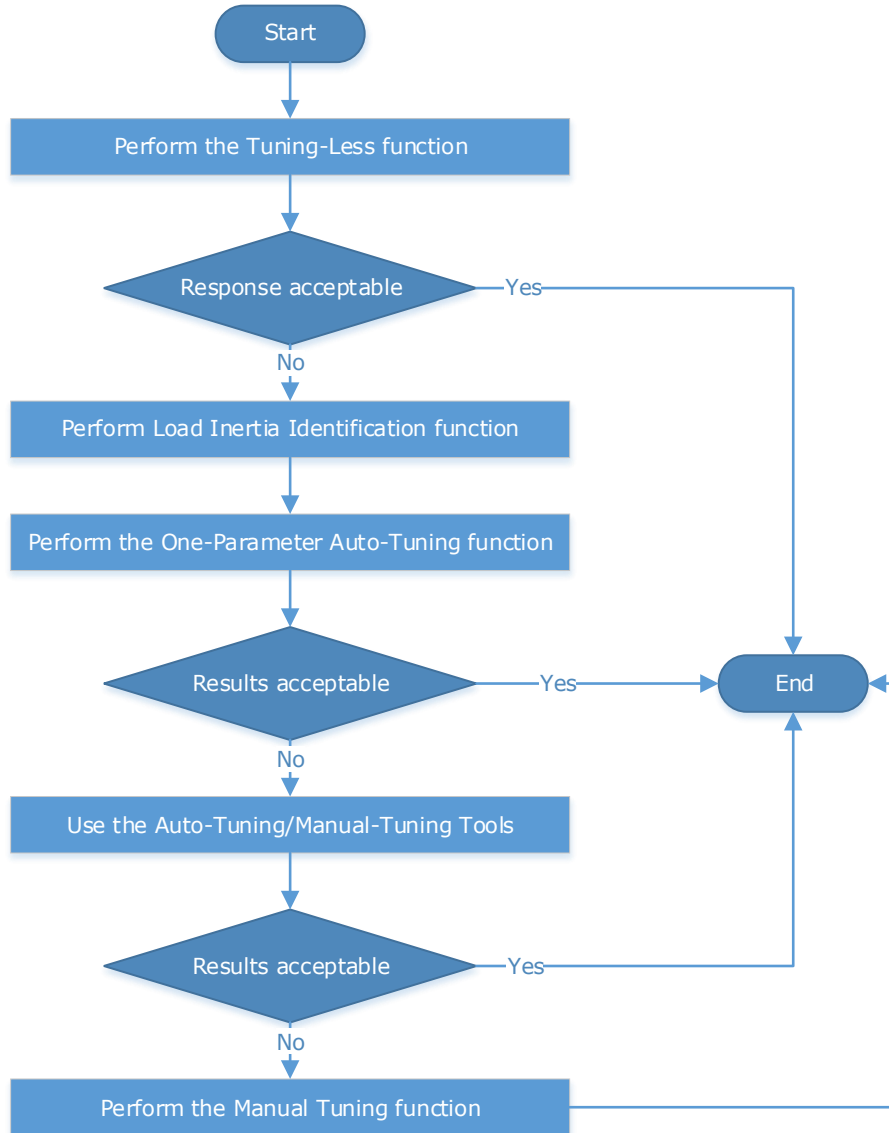 Start
Perform the Tuning-Less function
Response acceptable
Yes
No
Perform Load Inertia Identification function
Perform the One-Parameter Auto-Tuning function
Results acceptable
Yes
End
No
Use the Auto-Tuning/Manual-Tuning Tools
Results acceptable
Yes
No
Perform the Manual Tuning function